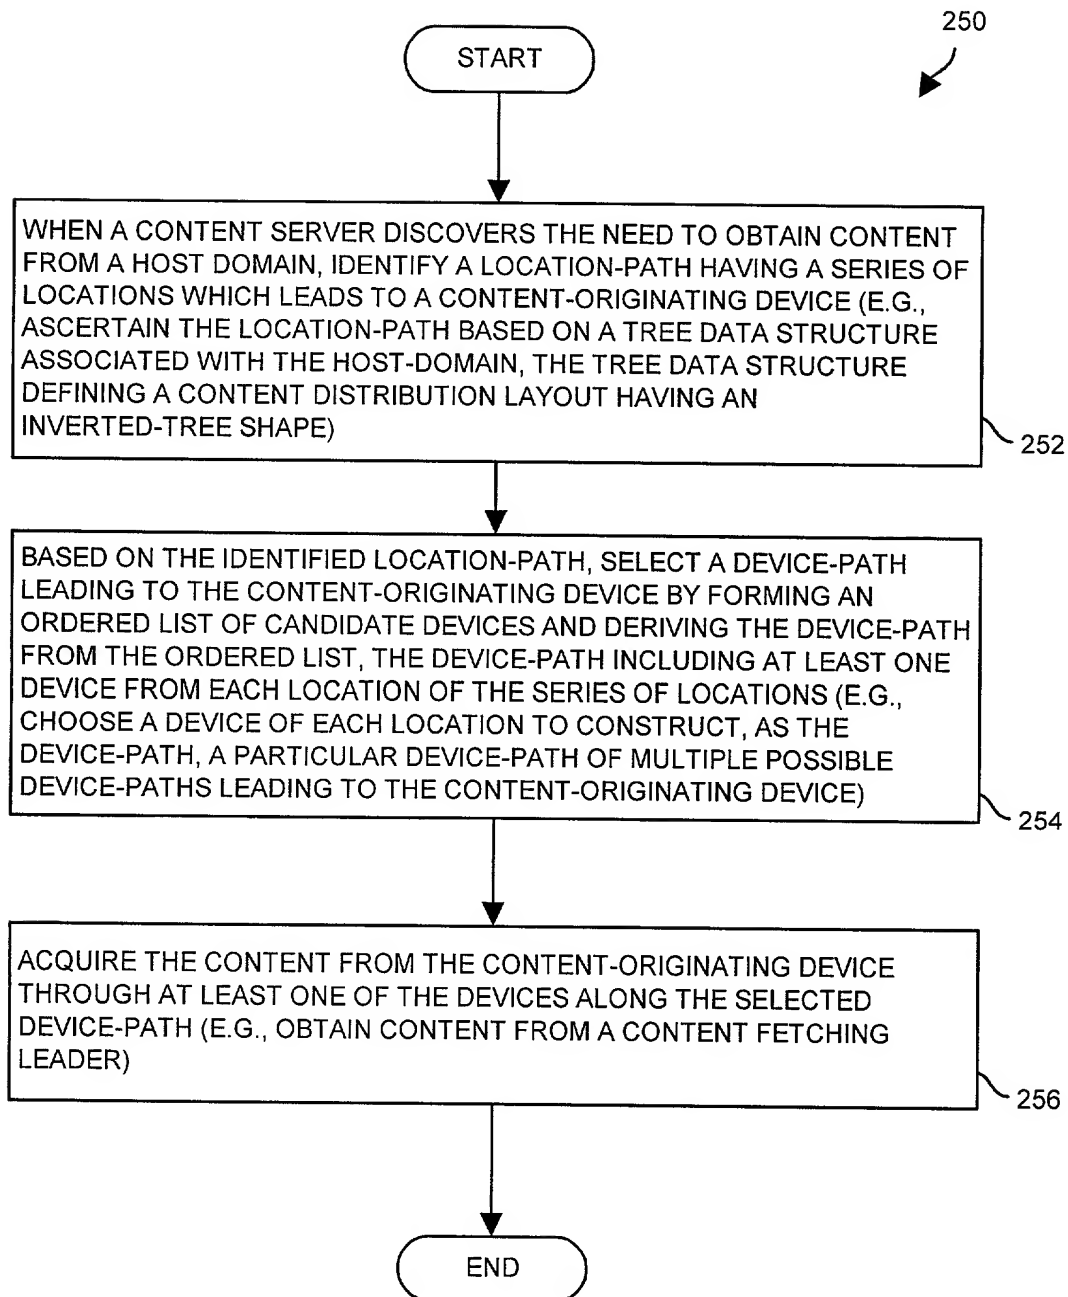 250
START
WHEN A CONTENT SERVER DISCOVERS THE NEED TO OBTAIN CONTENT
FROM A HOST DOMAIN, IDENTIFY A LOCATION-PATH HAVING A SERIES OF
LOCATIONS WHICH LEADS TO A CONTENT-ORIGINATING DEVICE (E.G.,
ASCERTAIN THE LOCATION-PATH BASED ON A TREE DATA STRUCTURE
ASSOCIATED WITH THE HOST-DOMAIN, THE TREE DATA STRUCTURE
DEFINING A CONTENT DISTRIBUTION LAYOUT HAVING AN
INVERTED-TREE SHAPE)
252
BASED ON THE IDENTIFIED LOCATION-PATH, SELECT A DEVICE-PATH
LEADING TO THE CONTENT-ORIGINATING DEVICE BY FORMING AN
ORDERED LIST OF CANDIDATE DEVICES AND DERIVING THE DEVICE-PATH
FROM THE ORDERED LIST, THE DEVICE-PATH INCLUDING AT LEAST ONE
DEVICE FROM EACH LOCATION OF THE SERIES OF LOCATIONS (E.G.,
CHOOSE A DEVICE OF EACH LOCATION TO CONSTRUCT, AS THE
DEVICE-PATH, A PARTICULAR DEVICE-PATH OF MULTIPLE POSSIBLE
DEVICE-PATHS LEADING TO THE CONTENT-ORIGINATING DEVICE)
254
ACQUIRE THE CONTENT FROM THE CONTENT-ORIGINATING DEVICE
THROUGH AT LEAST ONE OF THE DEVICES ALONG THE SELECTED
DEVICE-PATH (E.G., OBTAIN CONTENT FROM A CONTENT FETCHING
LEADER)
256
END